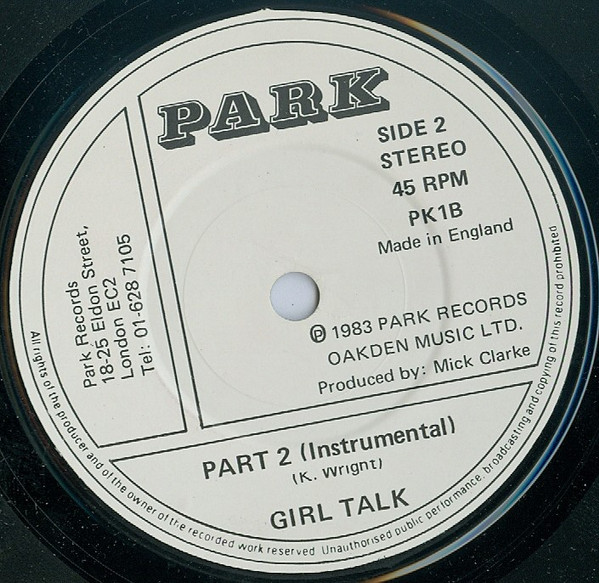 PARK
SIDE 2
STEREO
45 RPM
PK1B
Made in England
Park Records
18-25 Eldon Street,
London EC2
Tel: 01-628 7105
Ⓟ 1983 PARK RECORDS
OAKDEN MUSIC LTD.
Produced by: Mick Clarke
PART 2 (Instrumental)
(K. Wright)
GIRL TALK
All rights of the producer and of the owner of the recorded work reserved. Unauthorised public performance, broadcasting and copying of this record prohibited